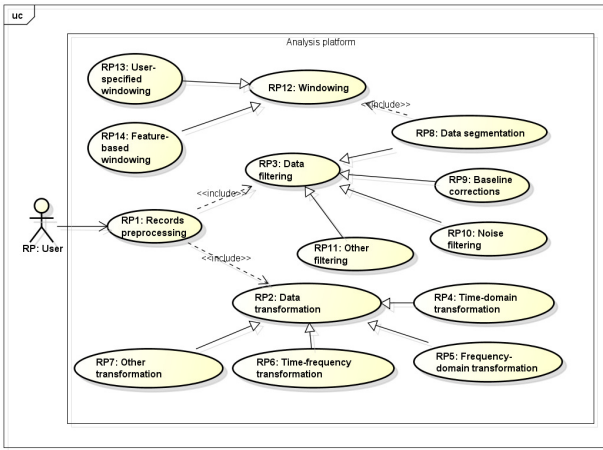 uc
Analysis platform
RP13: User-
specified
windowing
RP12: Windowing
<<include>>
RP14: Feature-
based
windowing
RP8: Data segmentation
RP3: Data
filtering
RP9: Baseline
corrections
<<include>>
RP1: Records
preprocessing
RP: User
RP10: Noise
filtering
RP11: Other
filtering
<<include>>
RP2: Data
transformation
RP4: Time-domain
transformation
RP7: Other
transformation
RP6: Time-frequency
transformation
RP5: Frequency-
domain transformation